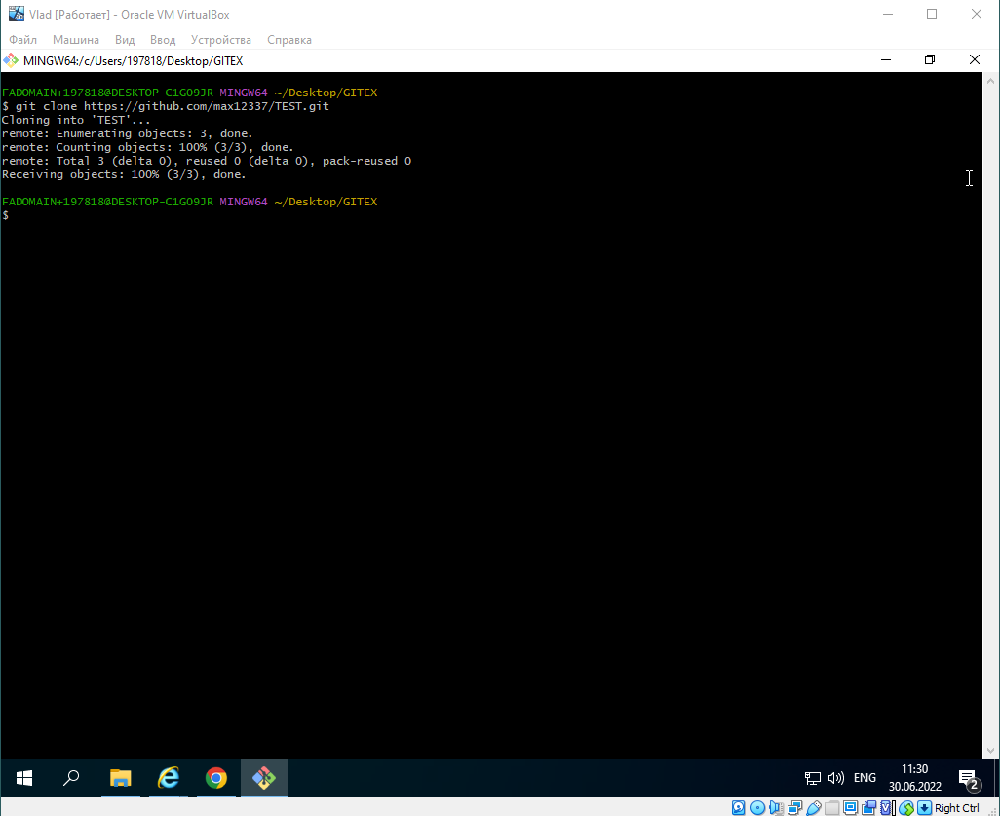 Vlad [Работает] - Oracle VM VirtualBox
Файл Машина Вид Ввод Устройства Справка
MINGW64:/c/Users/197818/Desktop/GITEX
FADOMAIN+197818@DESKTOP-C1GO9JR MINGW64 ~/Desktop/GITEX
$ git clone https://github.com/max12337/TEST.git
Cloning into 'TEST'...
remote: Enumerating objects: 3, done.
remote: Counting objects: 100% (3/3), done.
remote: Total 3 (delta 0), reused 0 (delta 0), pack-reused 0
Receiving objects: 100% (3/3), done.
FADOMAIN+197818@DESKTOP-C1GO9JR MINGW64 ~/Desktop/GITEX
$
ENG
11:30
30.06.2022
2
Right Ctrl